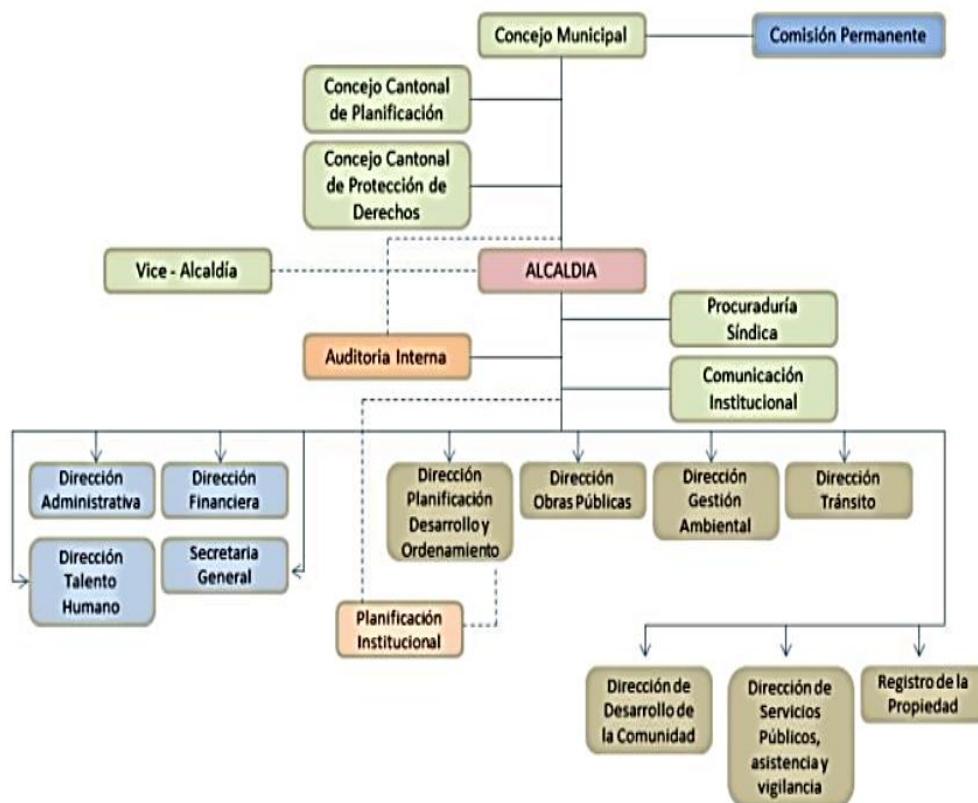 Concejo Municipal
Comisión Permanente
Concejo Cantonal
de Planificación
Concejo Cantonal
de Protección de
Derechos
Vice - Alcaldía
ALCALDIA
Procuraduría
Síndica
Auditoria Interna
Comunicación
Institucional
Dirección
Administrativa
Dirección
Financiera
Dirección
Planificación
Desarrollo y
Ordenamiento
Dirección
Obras Públicas
Dirección
Gestión
Ambiental
Dirección
Tránsito
Dirección
Talento
Humano
Secretaria
General
Planificación
Institucional
Dirección de
Desarrollo de
la Comunidad
Dirección de
Servicios
Públicos,
asistencia y
vigilancia
Registro de la
Propiedad